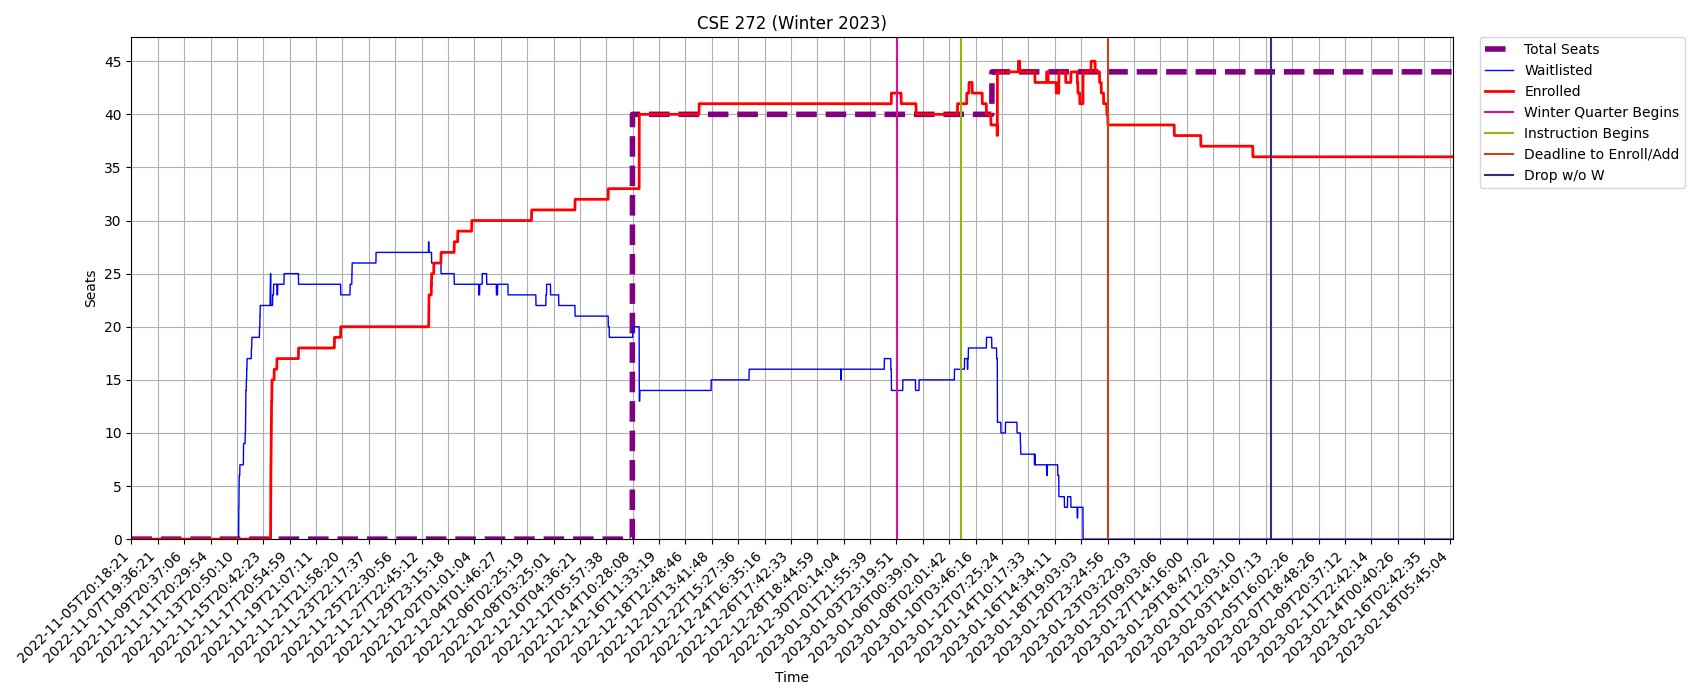 CSE 272 (Winter 2023)
Seats
45
40
35
30
25
20
15
10
5
0
2022-11-05T20:18:21
2022-11-07T19:36:21
2022-11-09T20:37:06
2022-11-11T20:29:54
2022-11-13T20:50:10
2022-11-15T20:42:23
2022-11-17T20:54:59
2022-11-19T21:07:11
2022-11-21T21:58:20
2022-11-23T22:17:37
2022-11-25T22:30:56
2022-11-27T22:45:12
2022-11-29T23:15:18
2022-12-02T01:01:04
2022-12-04T01:46:27
2022-12-06T02:25:19
2022-12-08T03:25:01
2022-12-10T04:36:21
2022-12-12T05:57:38
2022-12-14T10:28:08
2022-12-16T11:33:19
2022-12-18T12:48:46
2022-12-20T13:41:48
2022-12-22T15:27:36
2022-12-24T16:35:16
2022-12-26T17:42:33
2022-12-28T18:44:59
2022-12-30T20:14:04
2023-01-01T21:55:39
2023-01-03T23:19:51
2023-01-06T00:39:01
2023-01-08T02:01:42
2023-01-10T03:46:16
2023-01-12T07:25:24
2023-01-14T10:17:33
2023-01-16T14:34:11
2023-01-18T19:03:03
2023-01-20T23:24:56
2023-01-23T03:22:03
2023-01-25T09:03:06
2023-01-27T14:16:00
2023-01-29T18:47:02
2023-02-01T12:03:10
2023-02-03T14:07:13
2023-02-05T16:02:26
2023-02-07T18:48:26
2023-02-09T20:37:12
2023-02-11T22:42:14
2023-02-14T00:40:26
2023-02-16T02:42:35
2023-02-18T05:45:04
Time
Total Seats
Waitlisted
Enrolled
Winter Quarter Begins
Instruction Begins
Deadline to Enroll/Add
Drop w/o W